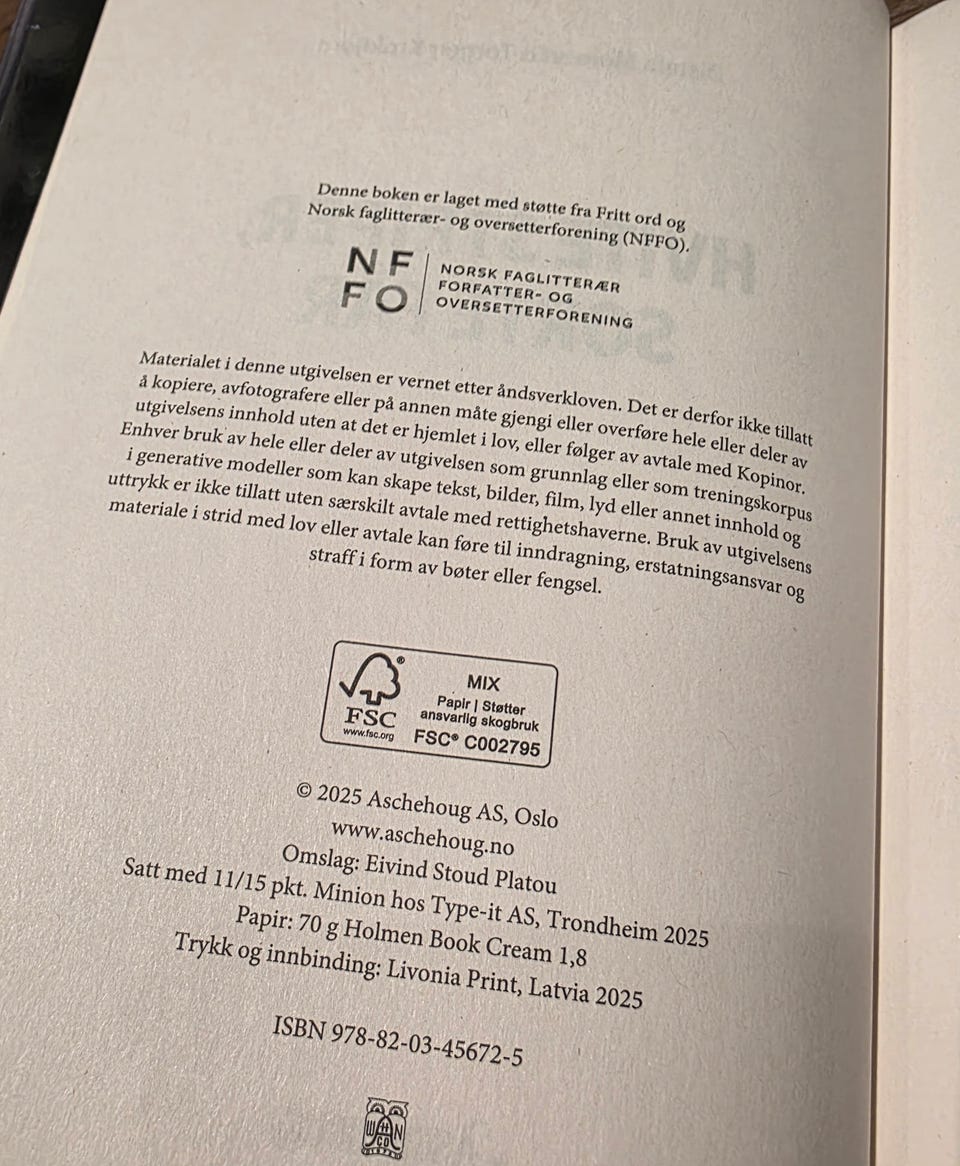 Denne boken er laget med støtte fra Fritt ord og
Norsk faglitterær- og oversetterforening (NFFO).
N F
F O
NORSK FAGLITTERÆR
FORFATTER- OG
OVERSETTERFORENING
Materialet i denne utgivelsen er vernet etter åndsverkloven. Det er derfor ikke tillatt
å kopiere, avfotografere eller på annen måte gjengi eller overføre hele eller deler av
utgivelsens innhold uten at det er hjemlet i lov, eller følger av avtale med Kopinor.
Enhver bruk av hele eller deler av utgivelsen som grunnlag eller som treningskorpus
i generative modeller som kan skape tekst, bilder, film, lyd eller annet innhold og
uttrykk er ikke tillatt uten særskilt avtale med rettighetshaverne. Bruk av utgivelsens
materiale i strid med lov eller avtale kan føre til inndragning, erstatningsansvar og
straff i form av bøter eller fengsel.
FSC
www.fsc.org
MIX
Papir | Støtter
ansvarlig skogbruk
FSC® C002795
© 2025 Aschehoug AS, Oslo
www.aschehoug.no
Omslag: Eivind Stoud Platou
Satt med 11/15 pkt. Minion hos Type-it AS, Trondheim 2025
Papir: 70 g Holmen Book Cream 1,8
Trykk og innbinding: Livonia Print, Latvia 2025
ISBN 978-82-03-45672-5